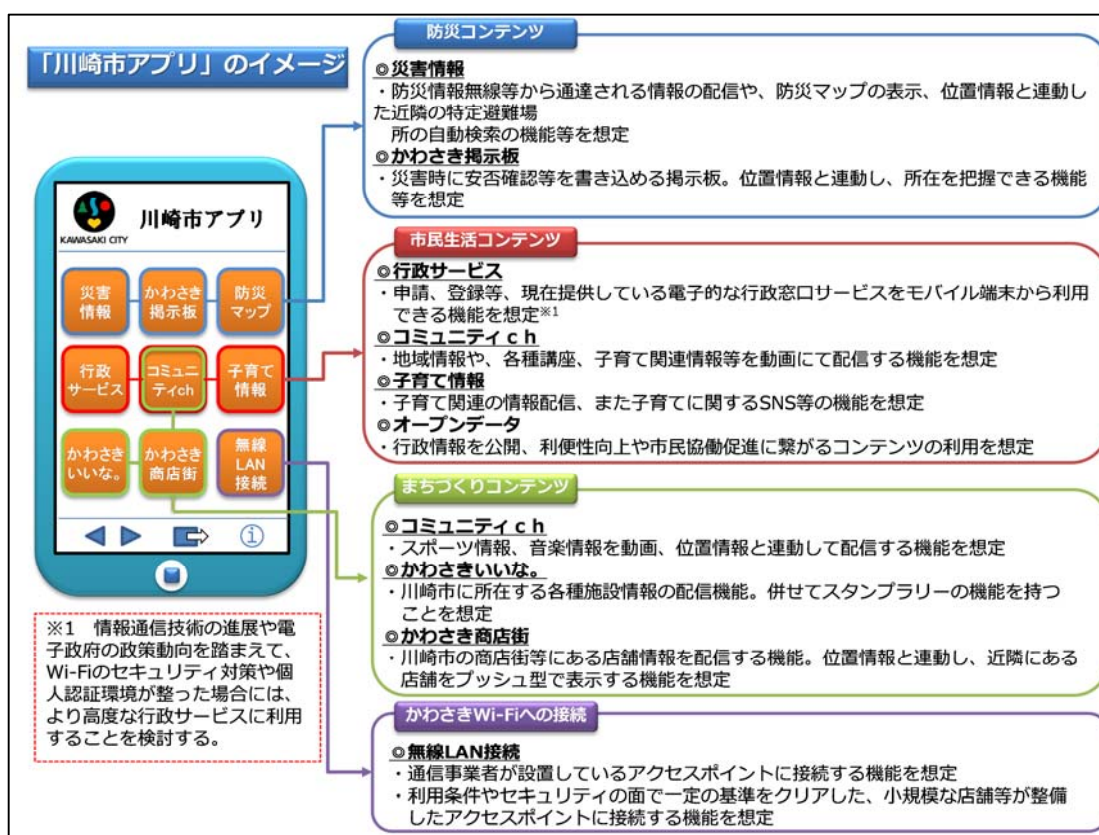 「川崎市アプリ」のイメージ
防災コンテンツ
◎災害情報
・防災情報無線等から通達される情報の配信や、防災マップの表示、位置情報と連動し
た近隣の特定避難場
所の自動検索の機能等を想定
◎かわさき掲示板
・災害時に安否確認等を書き込める掲示板。位置情報と連動し、所在を把握できる機能
等を想定
KAWASAKI CITY
川崎市アプリ
災害
情報
かわさき
掲示板
防災
マップ
行政
サービス
コミュニ
ティch
子育て
情報
かわさき
いいな。
かわさき
商店街
無線
LAN
接続
市民生活コンテンツ
◎行政サービス
・申請、登録等、現在提供している電子的な行政窓口サービスをモバイル端末から利用
できる機能を想定※1
◎コミュニティｃｈ
・地域情報や、各種講座、子育て関連情報等を動画にて配信する機能を想定
◎子育て情報
・子育て関連の情報配信、また子育てに関するSNS等の機能を想定
◎オープンデータ
・行政情報を公開、利便性向上や市民協働促進に繋がるコンテンツの利用を想定
まちづくりコンテンツ
◎コミュニティｃｈ
・スポーツ情報、音楽情報を動画、位置情報と連動して配信する機能を想定
◎かわさきいいな。
・川崎市に所在する各種施設情報の配信機能。併せてスタンプラリーの機能を持つ
ことを想定
◎かわさき商店街
・川崎市の商店街等にある店舗情報を配信する機能。位置情報と連動し、近隣にある
店舗をプッシュ型で表示する機能を想定
かわさきWi-Fiへの接続
◎無線LAN接続
・通信事業者が設置しているアクセスポイントに接続する機能を想定
・利用条件やセキュリティの面で一定の基準をクリアした、小規模な店舗等が整備
したアクセスポイントに接続する機能を想定
※1　情報通信技術の進展や電
子政府の政策動向を踏まえて、
Wi-Fiのセキュリティ対策や個
人認証環境が整った場合には、
より高度な行政サービスに利用
することを検討する。